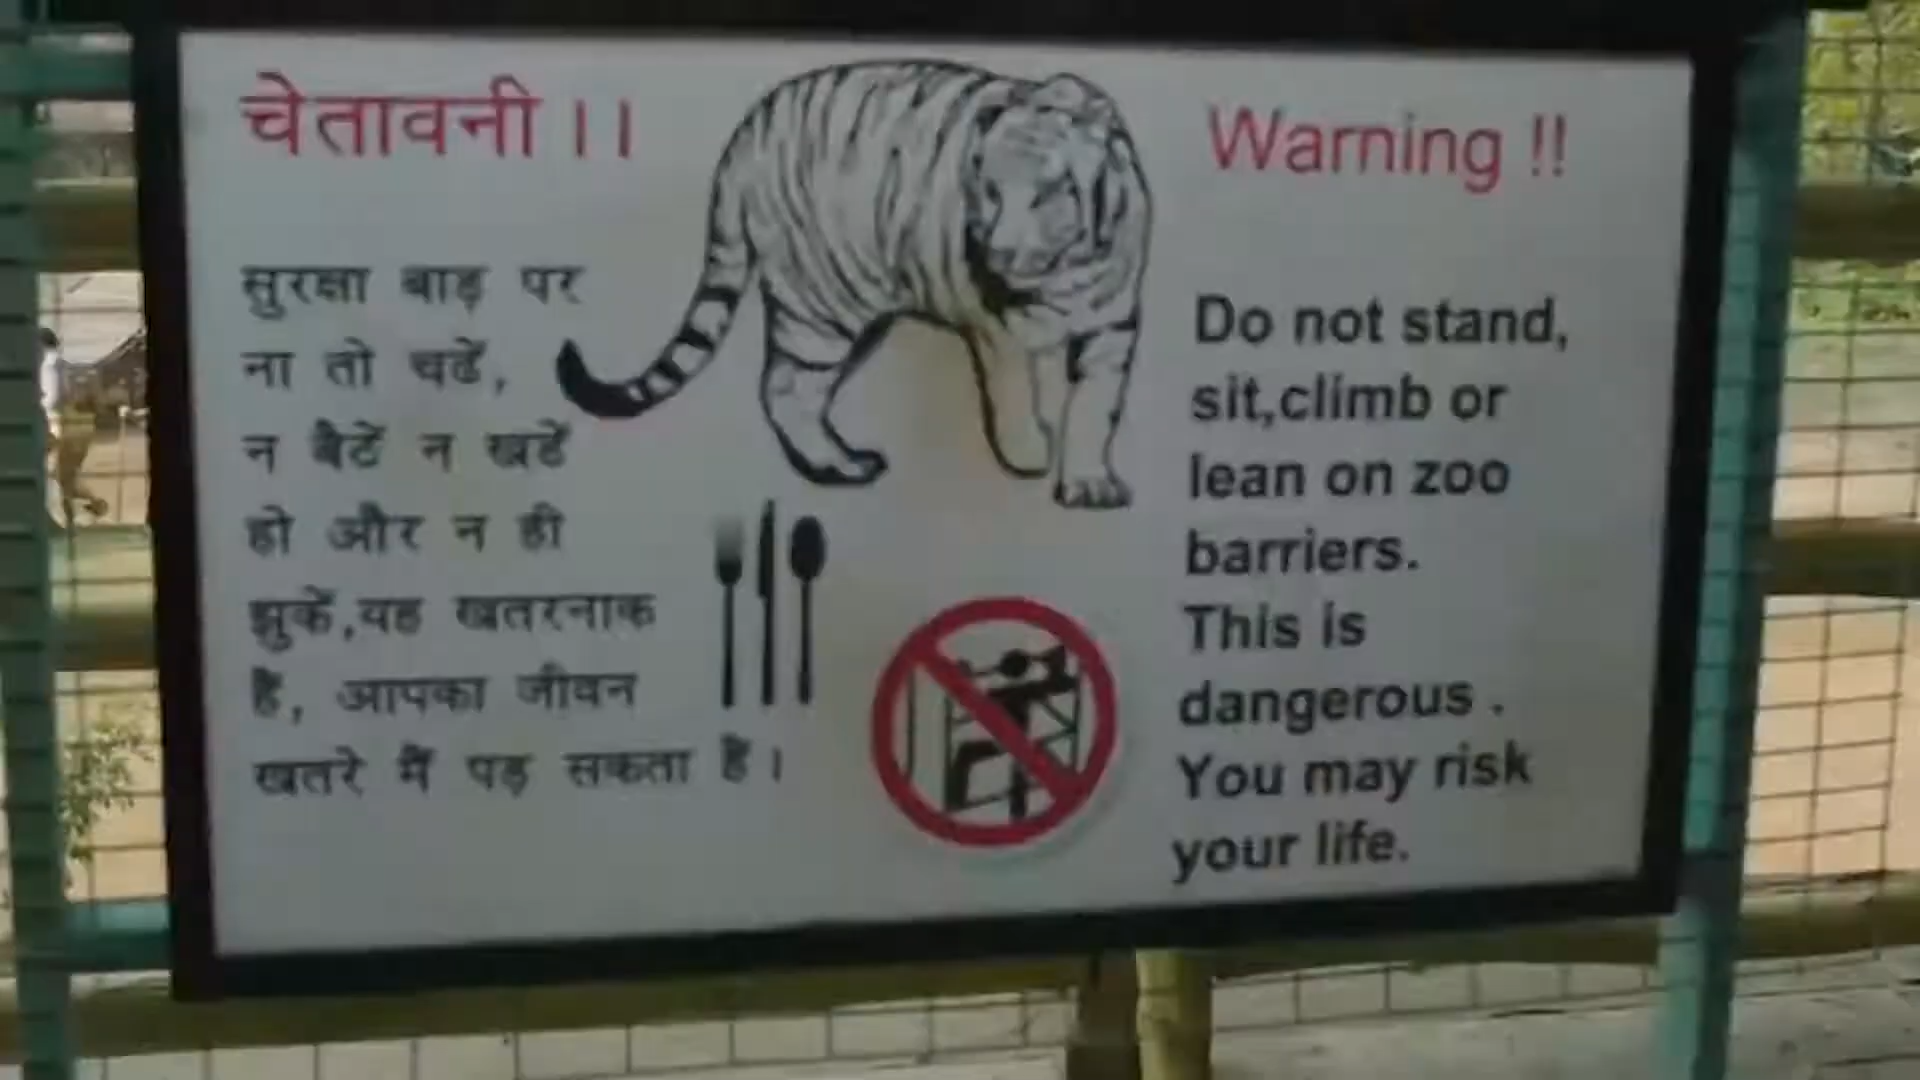 चेतावनी ।।
सुरक्षा बाड़ पर
ना तो चढें,
न बैटें न खडें
हो और न ही
झुकें,यह खतरनाक
है, आपका जीवन
खतरे मैं पड़ सकता है।
Warning !!
Do not stand,
sit,climb or
lean on zoo
barriers.
This is
dangerous .
You may risk
your life.